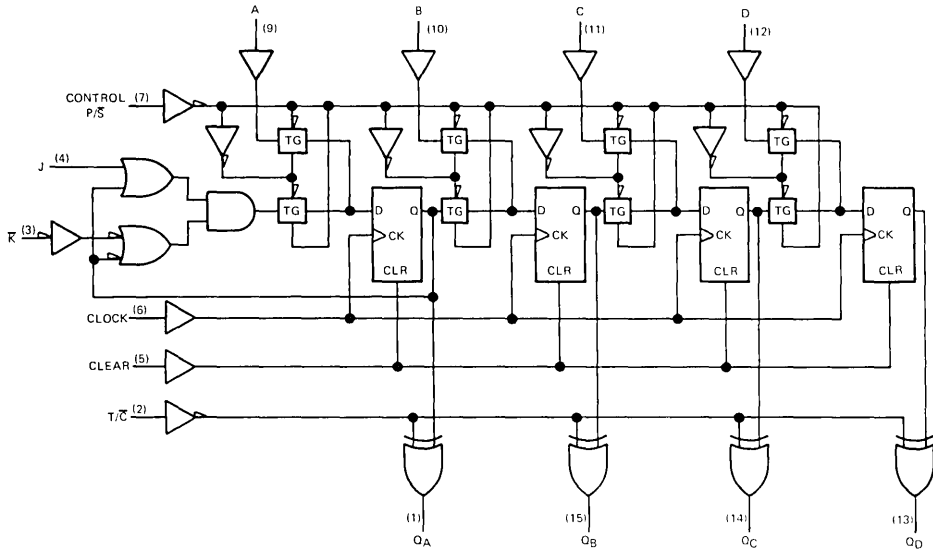 A B C D
(9) (10) (11) (12)
CONTROL (7)
P/S̅
TG TG TG TG
J (4)
TG D Q TG D Q TG D Q TG D Q
K̅ (3)
CK CK CK CK
CLR CLR CLR CLR
CLOCK (6)
CLEAR (5)
T/C̅ (2)
(1) (15) (14) (13)
QA QB QC QD